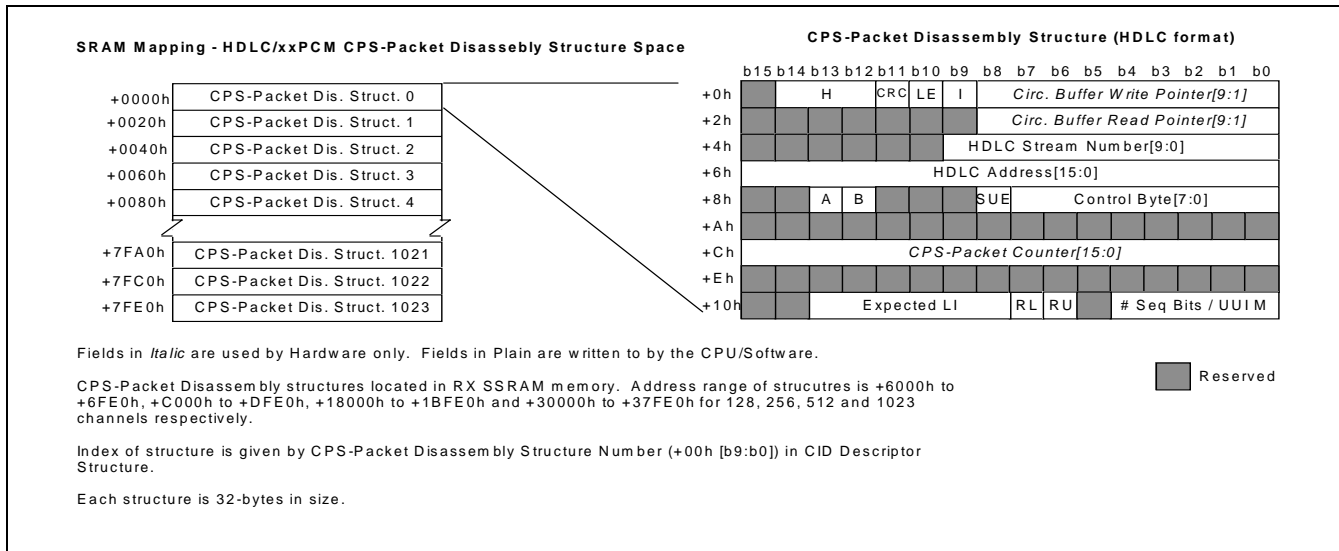 SRAM Mapping - HDLC/xxPCM CPS-Packet Disassebly Structure Space
+0000h CPS-Packet Dis. Struct. 0
+0020h CPS-Packet Dis. Struct. 1
+0040h CPS-Packet Dis. Struct. 2
+0060h CPS-Packet Dis. Struct. 3
+0080h CPS-Packet Dis. Struct. 4
+7FA0h CPS-Packet Dis. Struct. 1021
+7FC0h CPS-Packet Dis. Struct. 1022
+7FE0h CPS-Packet Dis. Struct. 1023
CPS-Packet Disassembly Structure (HDLC format)
b15 b14 b13 b12 b11 b10 b9 b8 b7 b6 b5 b4 b3 b2 b1 b0
+0h H CRC LE I Circ. Buffer Write Pointer[9:1]
+2h Circ. Buffer Read Pointer[9:1]
+4h HDLC Stream Number[9:0]
+6h HDLC Address[15:0]
+8h A B SUE Control Byte[7:0]
+Ah
+Ch CPS-Packet Counter[15:0]
+Eh
+10h Expected LI RL RU # Seq Bits / UUIM
Fields in Italic are used by Hardware only. Fields in Plain are written to by the CPU/Software.
Reserved
CPS-Packet Disassembly structures located in RX SSRAM memory. Address range of strucutres is +6000h to
+6FE0h, +C000h to +DFE0h, +18000h to +1BFE0h and +30000h to +37FE0h for 128, 256, 512 and 1023
channels respectively.
Index of structure is given by CPS-Packet Disassembly Structure Number (+00h [b9:b0]) in CID Descriptor
Structure.
Each structure is 32-bytes in size.